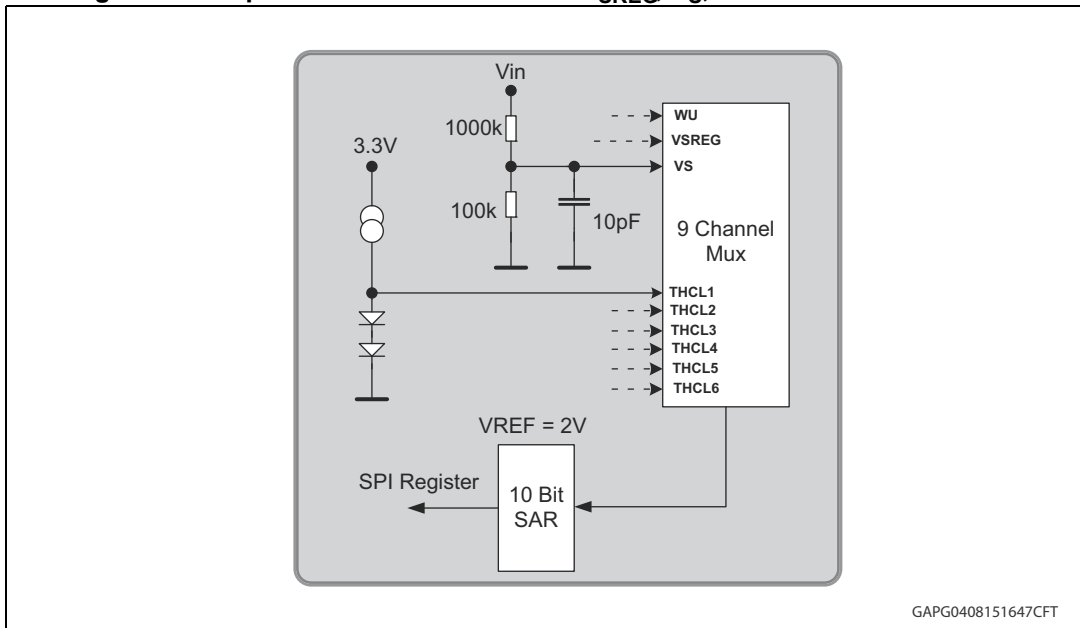 SREG, S,
Vin
1000k
3.3V
100k
10pF
WU
VSREG
VS
9 Channel
Mux
THCL1
THCL2
THCL3
THCL4
THCL5
THCL6
VREF = 2V
SPI Register
10 Bit
SAR
GAPG0408151647CFT